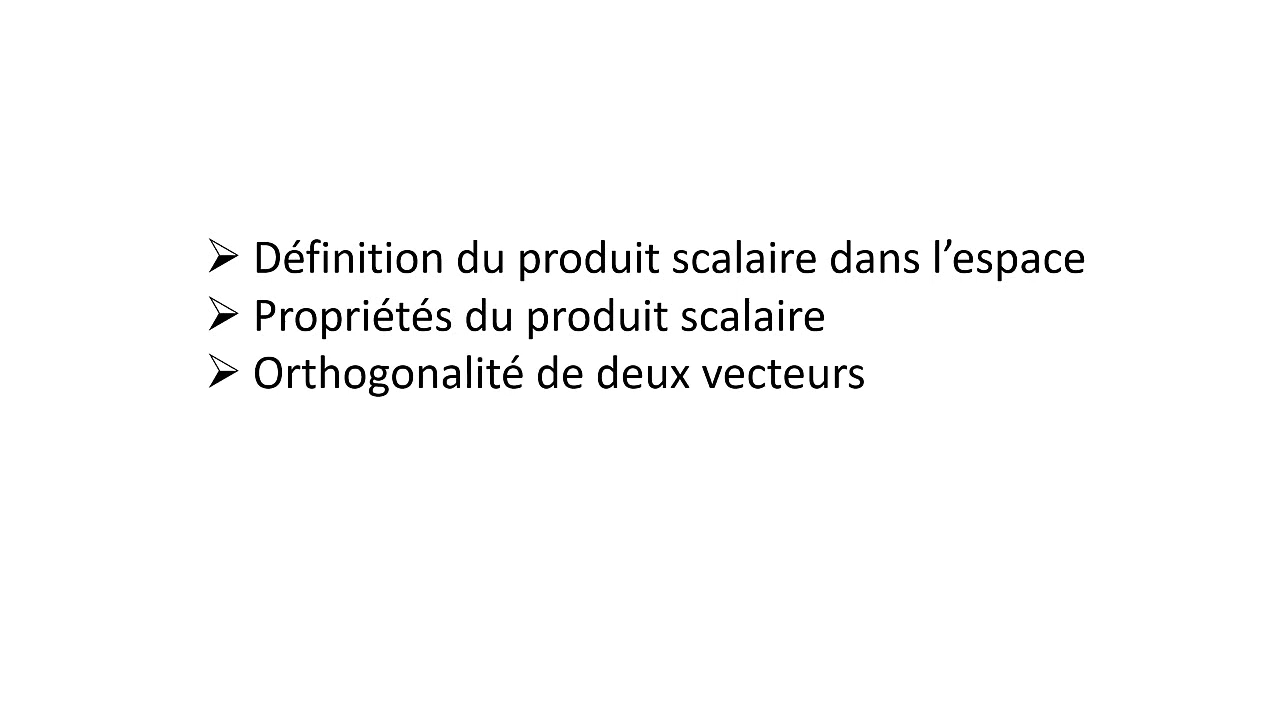 ➢ Définition du produit scalaire dans l’espace
➢ Propriétés du produit scalaire
➢ Orthogonalité de deux vecteurs